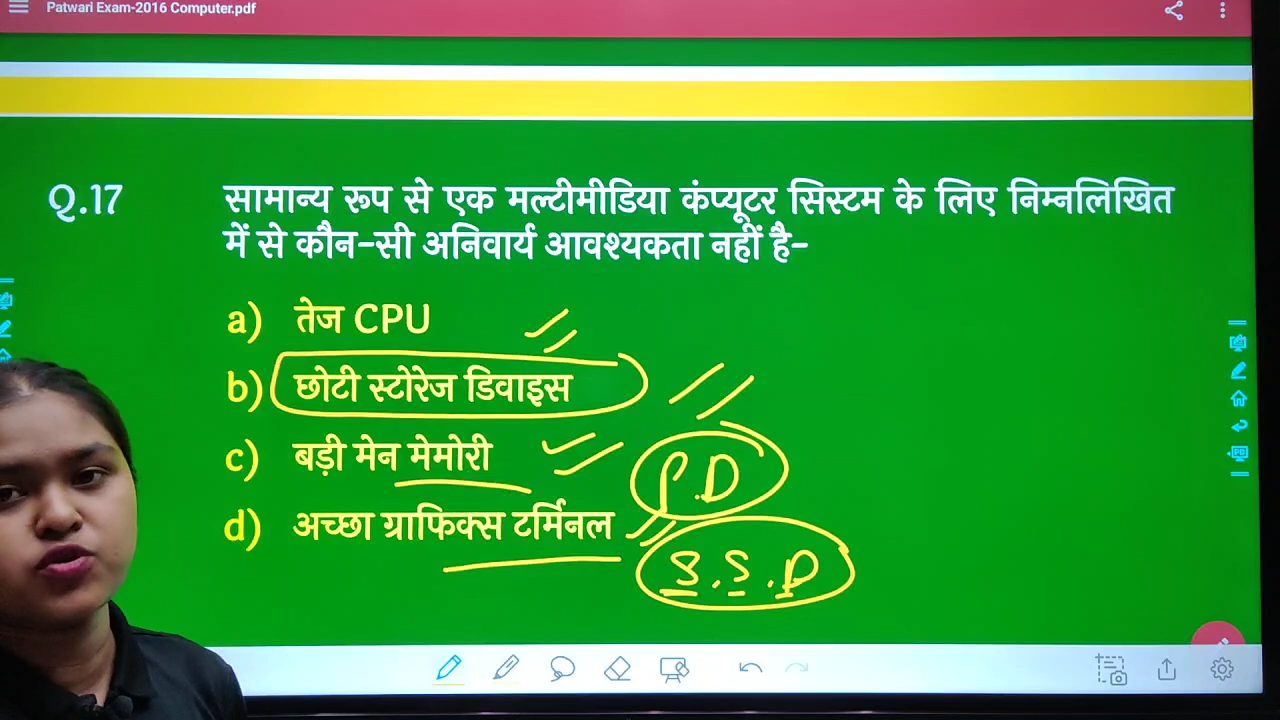 Patwari Exam-2016 Computer.pdf
Q.17 सामान्य रूप से एक मल्टीमीडिया कंप्यूटर सिस्टम के लिए निम्नलिखित
में से कौन-सी अनिवार्य आवश्यकता नहीं है-
a) तेज CPU
b) छोटी स्टोरेज डिवाइस
c) बड़ी मेन मेमोरी
P.D
d) अच्छा ग्राफिक्स टर्मिनल
S.S.D